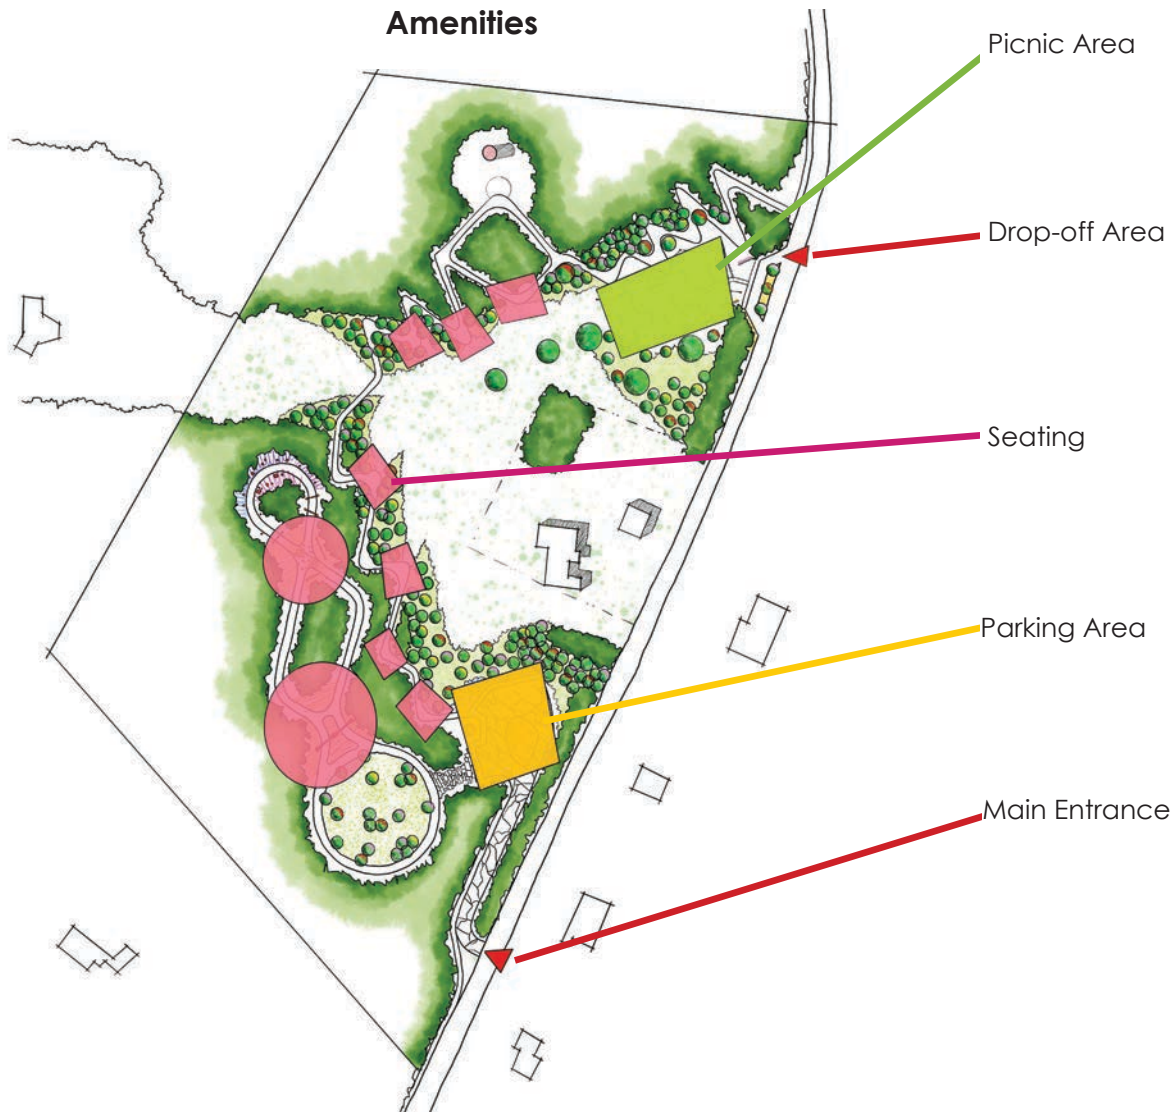 Amenities
Picnic Area
Drop-off Area
Seating
Parking Area
Main Entrance